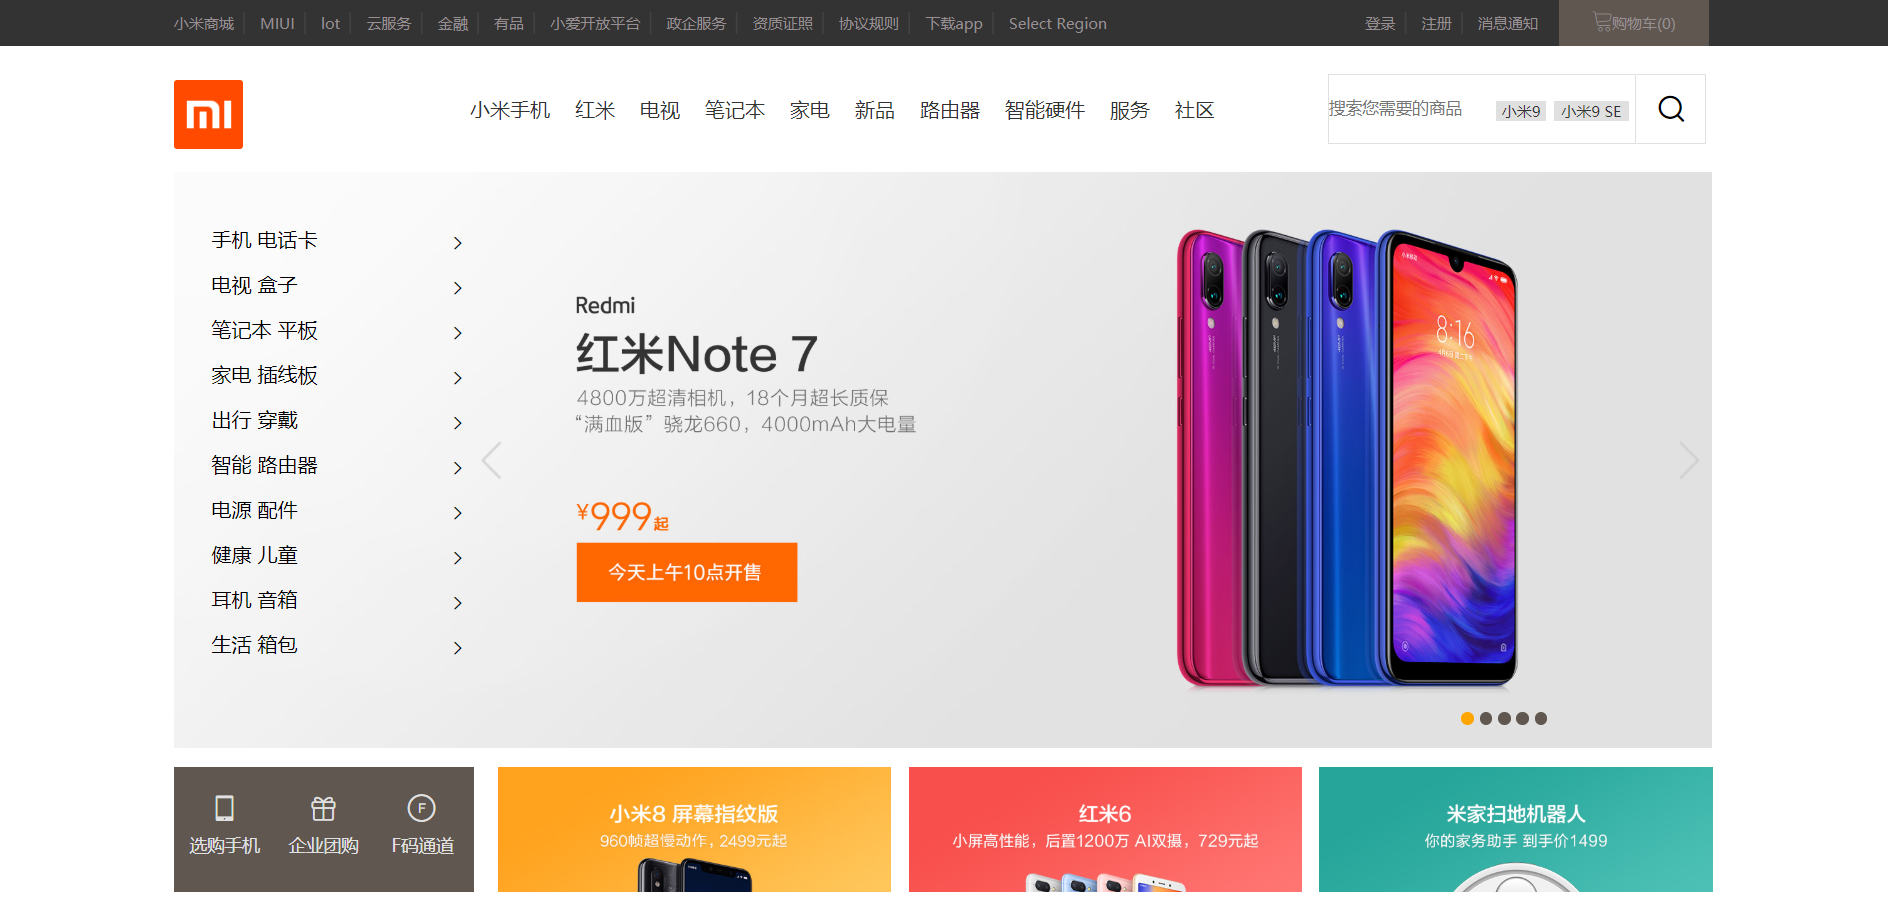 小米商城 MIUI lot 云服务 金融 有品 小爱开放平台 政企服务 资质证照 协议规则 下载app Select Region 登录 注册 消息通知 购物车(0)
mi 小米手机 红米 电视 笔记本 家电 新品 路由器 智能硬件 服务 社区 搜索您需要的商品 小米9 小米9 SE
手机 电话卡
电视 盒子
笔记本 平板
家电 插线板
出行 穿戴
智能 路由器
电源 配件
健康 儿童
耳机 音箱
生活 箱包
Redmi
红米Note 7
4800万超清相机，18个月超长质保
“满血版”骁龙660，4000mAh大电量
¥999起
今天上午10点开售
8:16
选购手机 企业团购 F码通道
F
小米8 屏幕指纹版
960帧超慢动作，2499元起
红米6
小屏高性能，后置1200万 AI双摄，729元起
米家扫地机器人
你的家务助手 到手价1499